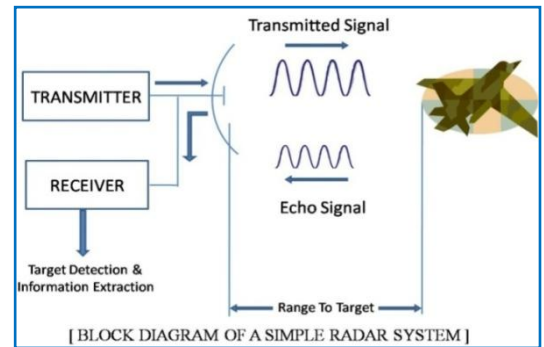 Transmitted Signal
TRANSMITTER
RECEIVER
Echo Signal
Target Detection &
Information Extraction
Range To Target
[ BLOCK DIAGRAM OF A SIMPLE RADAR SYSTEM ]